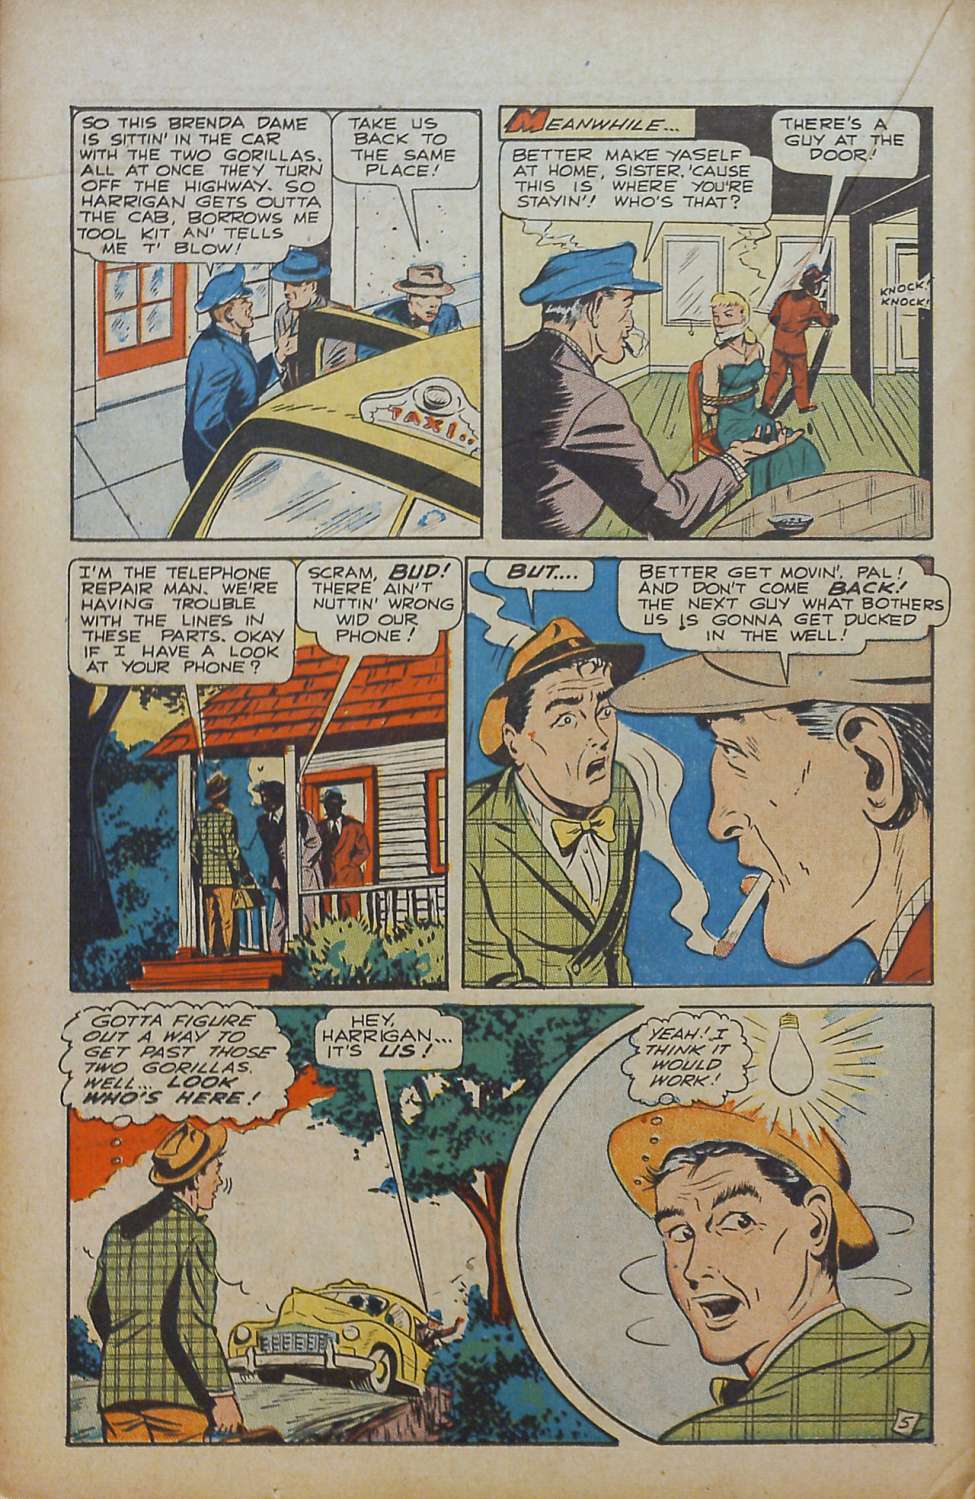 SO THIS BRENDA DAME
IS SITTIN' IN THE CAR
WITH THE TWO GORILLAS.
ALL AT ONCE THEY TURN
OFF THE HIGHWAY. SO
HARRIGAN GETS OUTTA
THE CAB, BORROWS ME
TOOL KIT AN' TELLS
ME T' BLOW!
TAKE US
BACK TO
THE SAME
PLACE!
TAXI..
MEANWHILE...
BETTER MAKE YASELF
AT HOME, SISTER, 'CAUSE
THIS IS WHERE YOU'RE
STAYIN'! WHO'S THAT?
THERE'S A
GUY AT THE
DOOR!
KNOCK!
KNOCK!
I'M THE TELEPHONE
REPAIR MAN. WE'RE
HAVING TROUBLE
WITH THE LINES IN
THESE PARTS. OKAY
IF I HAVE A LOOK
AT YOUR PHONE?
SCRAM, BUD!
THERE AIN'T
NUTTIN' WRONG
WID OUR
PHONE!
BUT....
BETTER GET MOVIN', PAL!
AND DON'T COME BACK!
THE NEXT GUY WHAT BOTHERS
US IS GONNA GET DUCKED
IN THE WELL!
GOTTA FIGURE
OUT A WAY TO
GET PAST THOSE
TWO GORILLAS.
WELL... LOOK
WHO'S HERE!
HEY,
HARRIGAN...
IT'S US!
YEAH! I
THINK IT
WOULD
WORK!
5